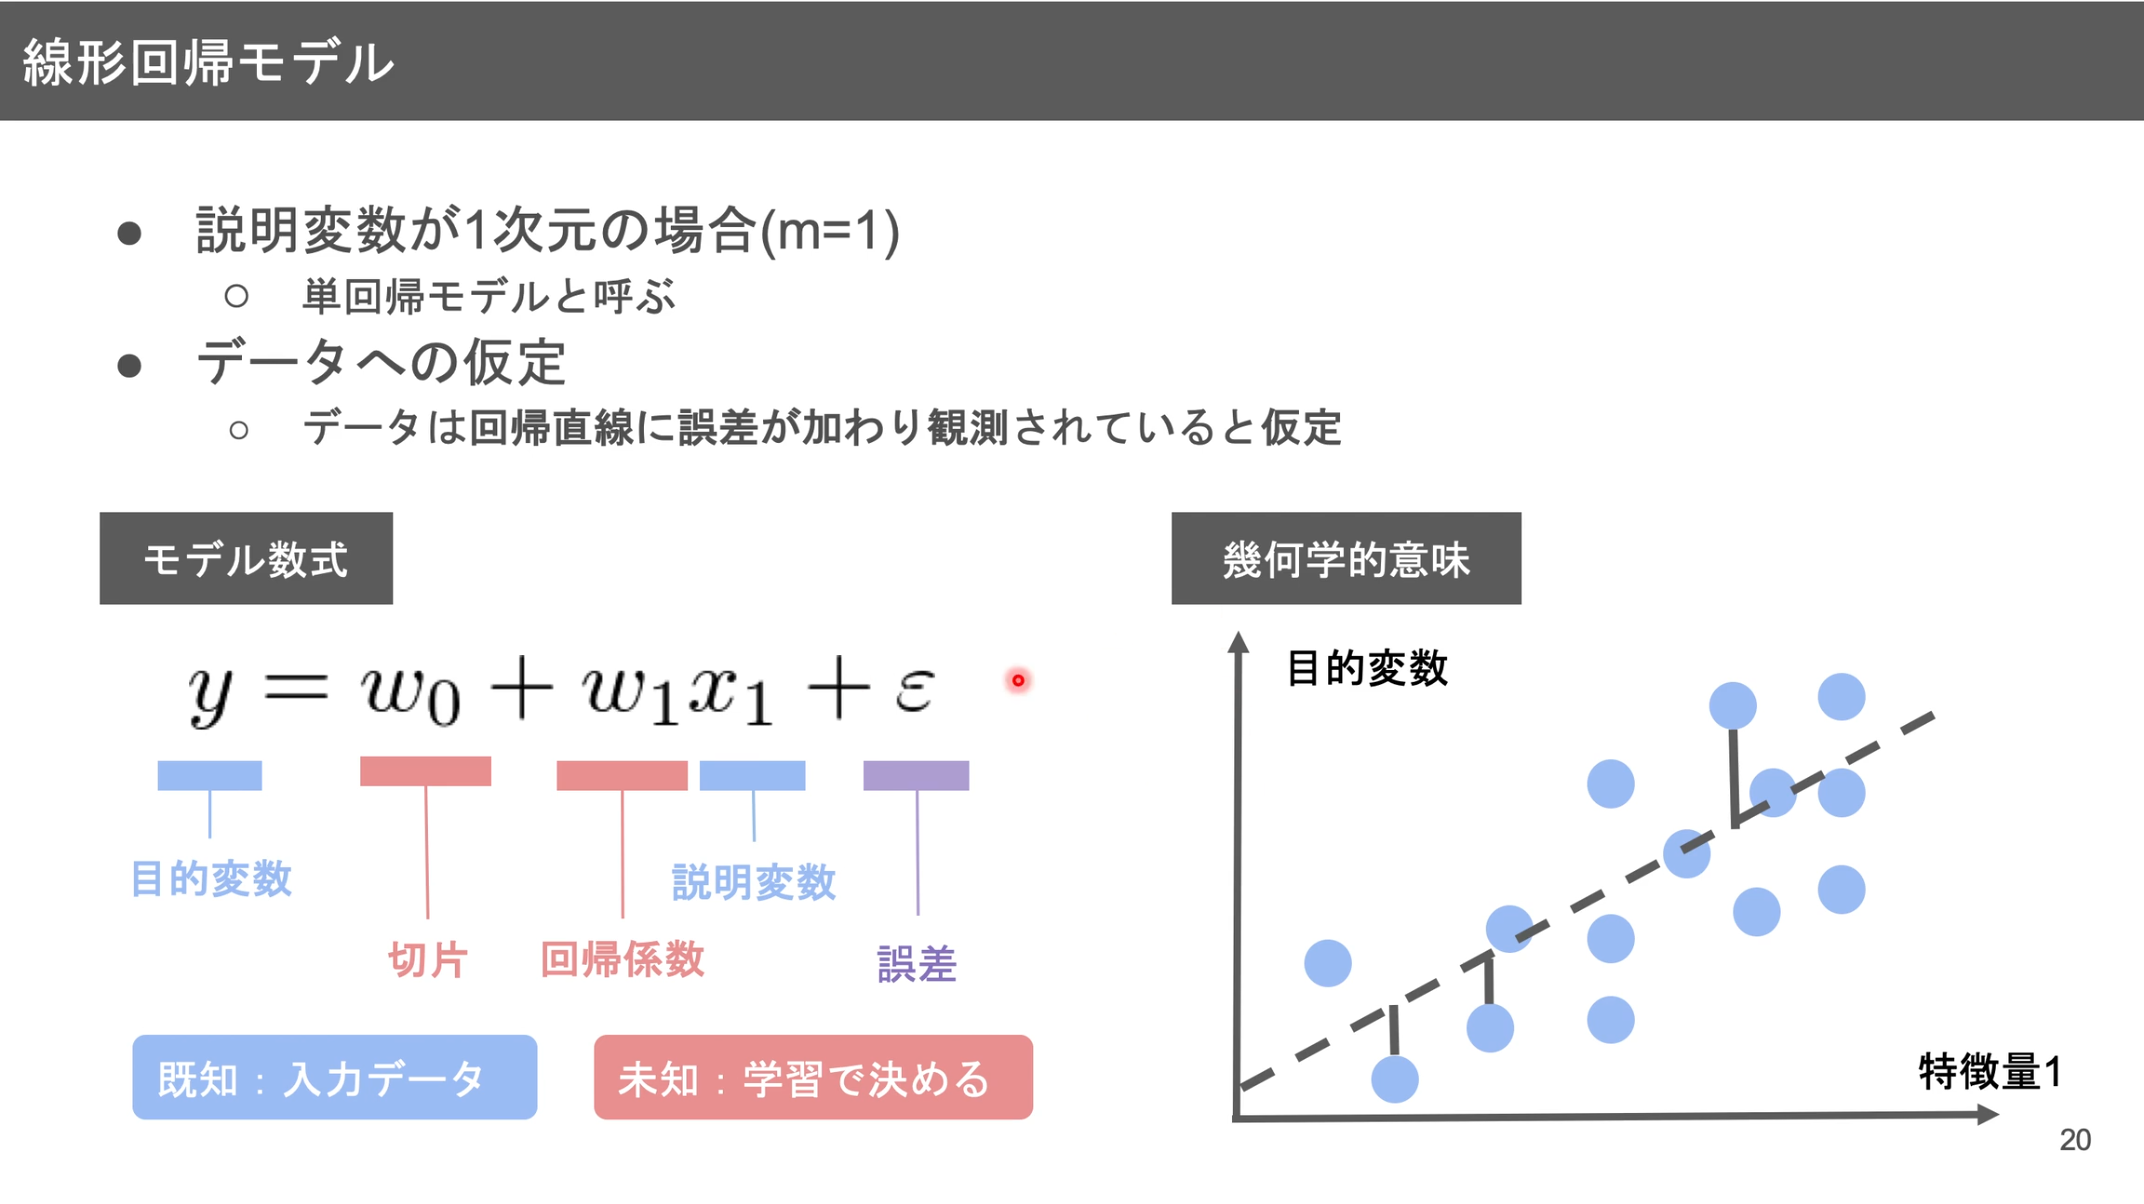 線形回帰モデル
● 説明変数が1次元の場合(m=1)
○ 単回帰モデルと呼ぶ
● データへの仮定
○ データは回帰直線に誤差が加わり観測されていると仮定
モデル数式
y = w₀ + w₁x₁ + ε
目的変数
説明変数
切片
回帰係数
誤差
既知：入力データ
未知：学習で決める
幾何学的意味
目的変数
特徴量1
20